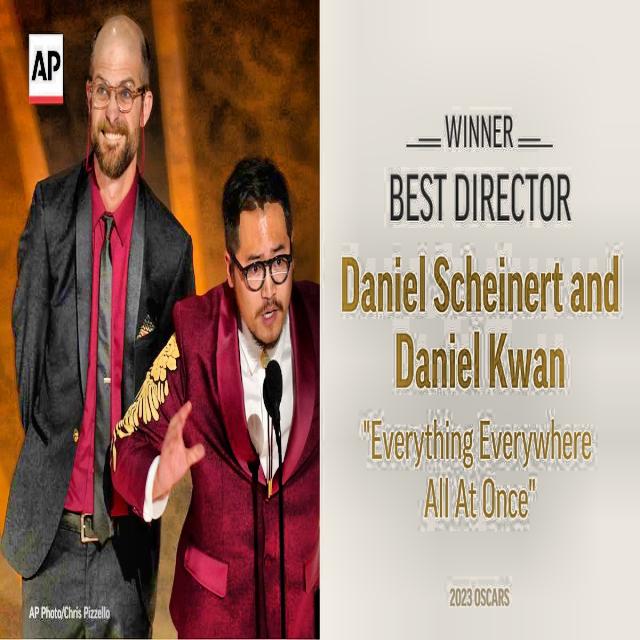 AP
WINNER
BEST DIRECTOR
Daniel Scheinert and
Daniel Kwan
"Everything Everywhere
All At Once"
2023 OSCARS
AP Photo/Chris Pizzello